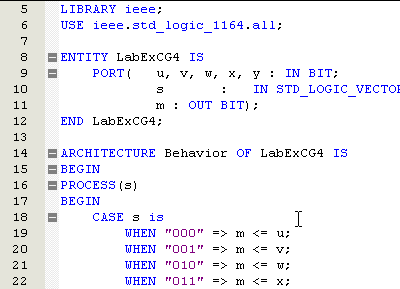 5 LIBRARY ieee;
6 USE ieee.std_logic_1164.all;
7
8 ENTITY LabExCG4 IS
9 PORT( u, v, w, x, y : IN BIT;
10 s : IN STD_LOGIC_VECTOR
11 m : OUT BIT);
12 END LabExCG4;
13
14 ARCHITECTURE Behavior OF LabExCG4 IS
15 BEGIN
16 PROCESS(s)
17 BEGIN
18 CASE s is
19 WHEN "000" => m <= u;
20 WHEN "001" => m <= v;
21 WHEN "010" => m <= w;
22 WHEN "011" => m <= x;